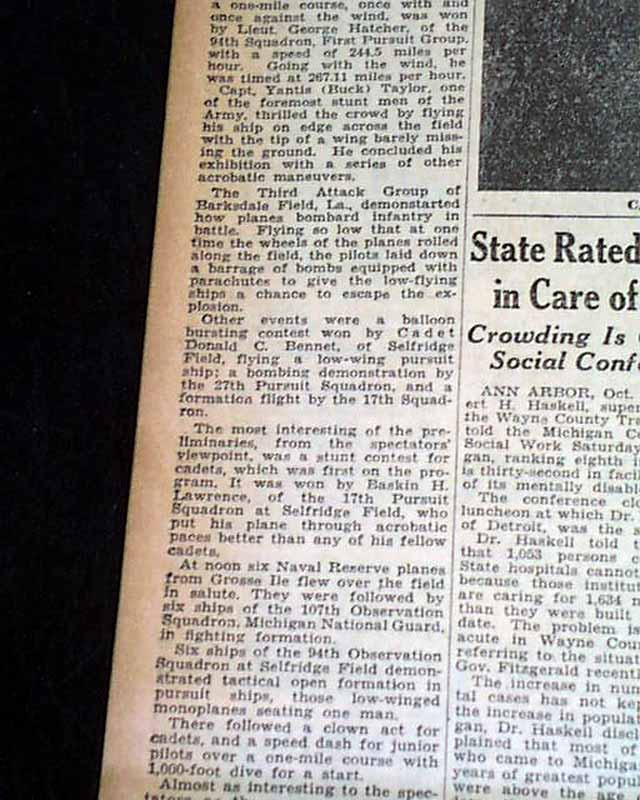 a one-mile course, once with and
once against the wind, was won
by Lieut. George Hatcher, of the
94th Squadron, First Pursuit Group,
with a speed of 244.5 miles per
hour. Going with the wind, he
was timed at 267.11 miles per hour.
Capt. Yantis (Buck) Taylor, one
of the foremost stunt men of the
Army, thrilled the crowd by flying
his ship on edge across the field
with the tip of a wing barely miss-
ing the ground. He concluded his
exhibition with a series of other
acrobatic maneuvers.
The Third Attack Group of
Barksdale Field, La., demonstarted
how planes bombard infantry in
battle. Flying so low that at one
time the wheels of the planes rolled
along the field, the pilots laid down
a barrage of bombs equipped with
parachutes to give the low-flying
ships a chance to escape the ex-
plosion.
Other events were a balloon
bursting contest won by Cadet
Donald C. Bennet, of Selfridge
Field, flying a low-wing pursuit
ship; a bombing demonstration by
the 27th Pursuit Squadron, and a
formation flight by the 17th Squad-
ron.
The most interesting of the pre-
liminaries, from the spectators'
viewpoint, was a stunt contest for
cadets, which was first on the pro-
gram. It was won by Baskin H.
Lawrence, of the 17th Pursuit
Squadron at Selfridge Field, who
put his plane through acrobatic
paces better than any of his fellow
cadets.
At noon six Naval Reserve planes
from Grosse Ile flew over the field
in salute. They were followed by
six ships of the 107th Observation
Squadron, Michigan National Guard,
in fighting formation.
Six ships of the 94th Observation
Squadron at Selfridge Field demon-
strated tactical open formation in
pursuit ships, those low-winged
monoplanes seating one man.
There followed a clown act for
cadets, and a speed dash for junior
pilots over a one-mile course with
1,000-foot dive for a start.
Almost as interesting to the spec-
State Rated
in Care of
Crowding Is
Social Conf
ANN ARBOR, Oct.
ert H. Haskell, super
the Wayne County Tra
told the Michigan Co
Social Work Saturday
gan, ranking eighth i
is thirty-second in facil
of its mentally disabl
The conference cl
luncheon at which Dr.
of Detroit, was the s
Dr. Haskell told t
that 1,053 persons c
State hospitals cannot
because those institut
are caring for 1,634 m
than they were built
date. The problem is
acute in Wayne Coun
referring to the situat
Gov. Fitzgerald recentl
The increase in num
tal cases has not kep
the increase in popula
gan, Dr. Haskell discl
plained that most of
who came to Michiga
years of greatest popul
were above the age